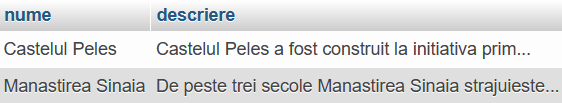 nume descriere
Castelul Peles Castelul Peles a fost construit la initiativa prim...
Manastirea Sinaia De peste trei secole Manastirea Sinaia strajuieste...